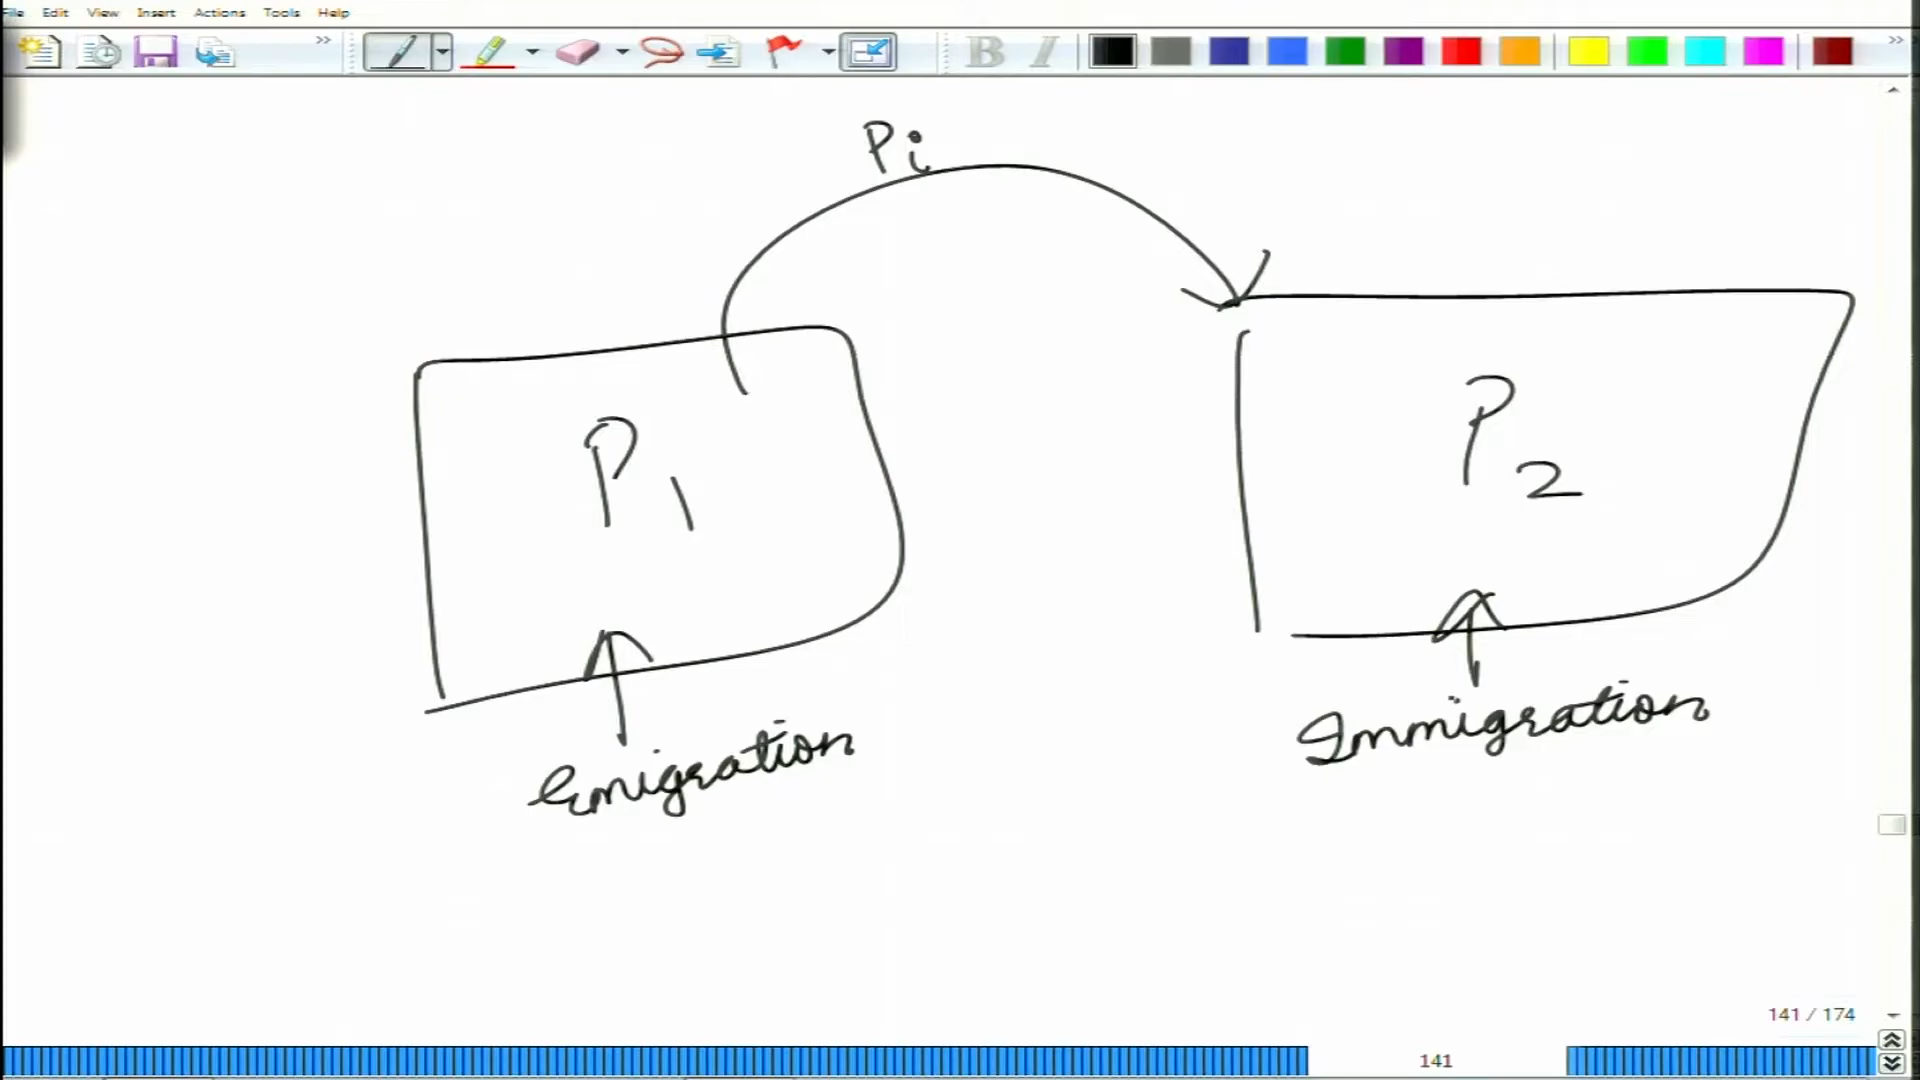 File Edit View Insert Actions Tools Help
B I
Pi
P1
P2
Emigration
Immigration
141 / 174
141